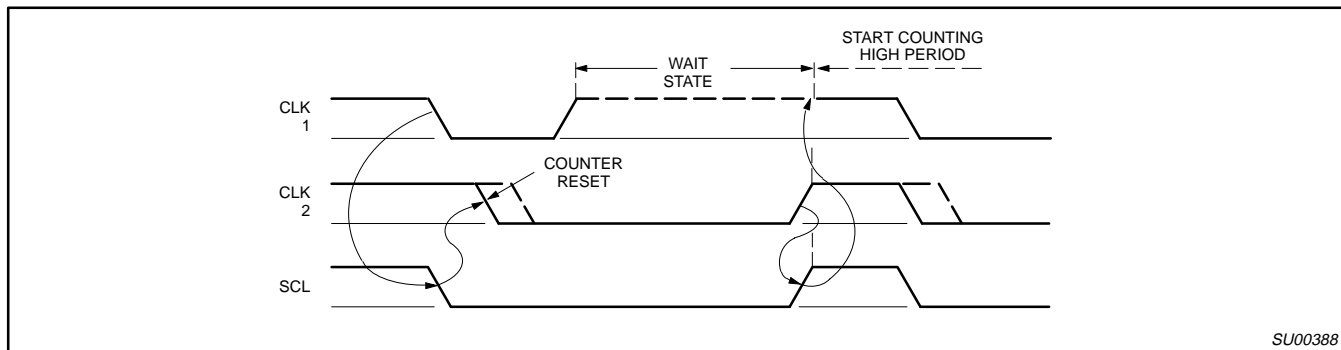 START COUNTING
HIGH PERIOD
WAIT
STATE
CLK
1
COUNTER
RESET
CLK
2
SCL
SU00388